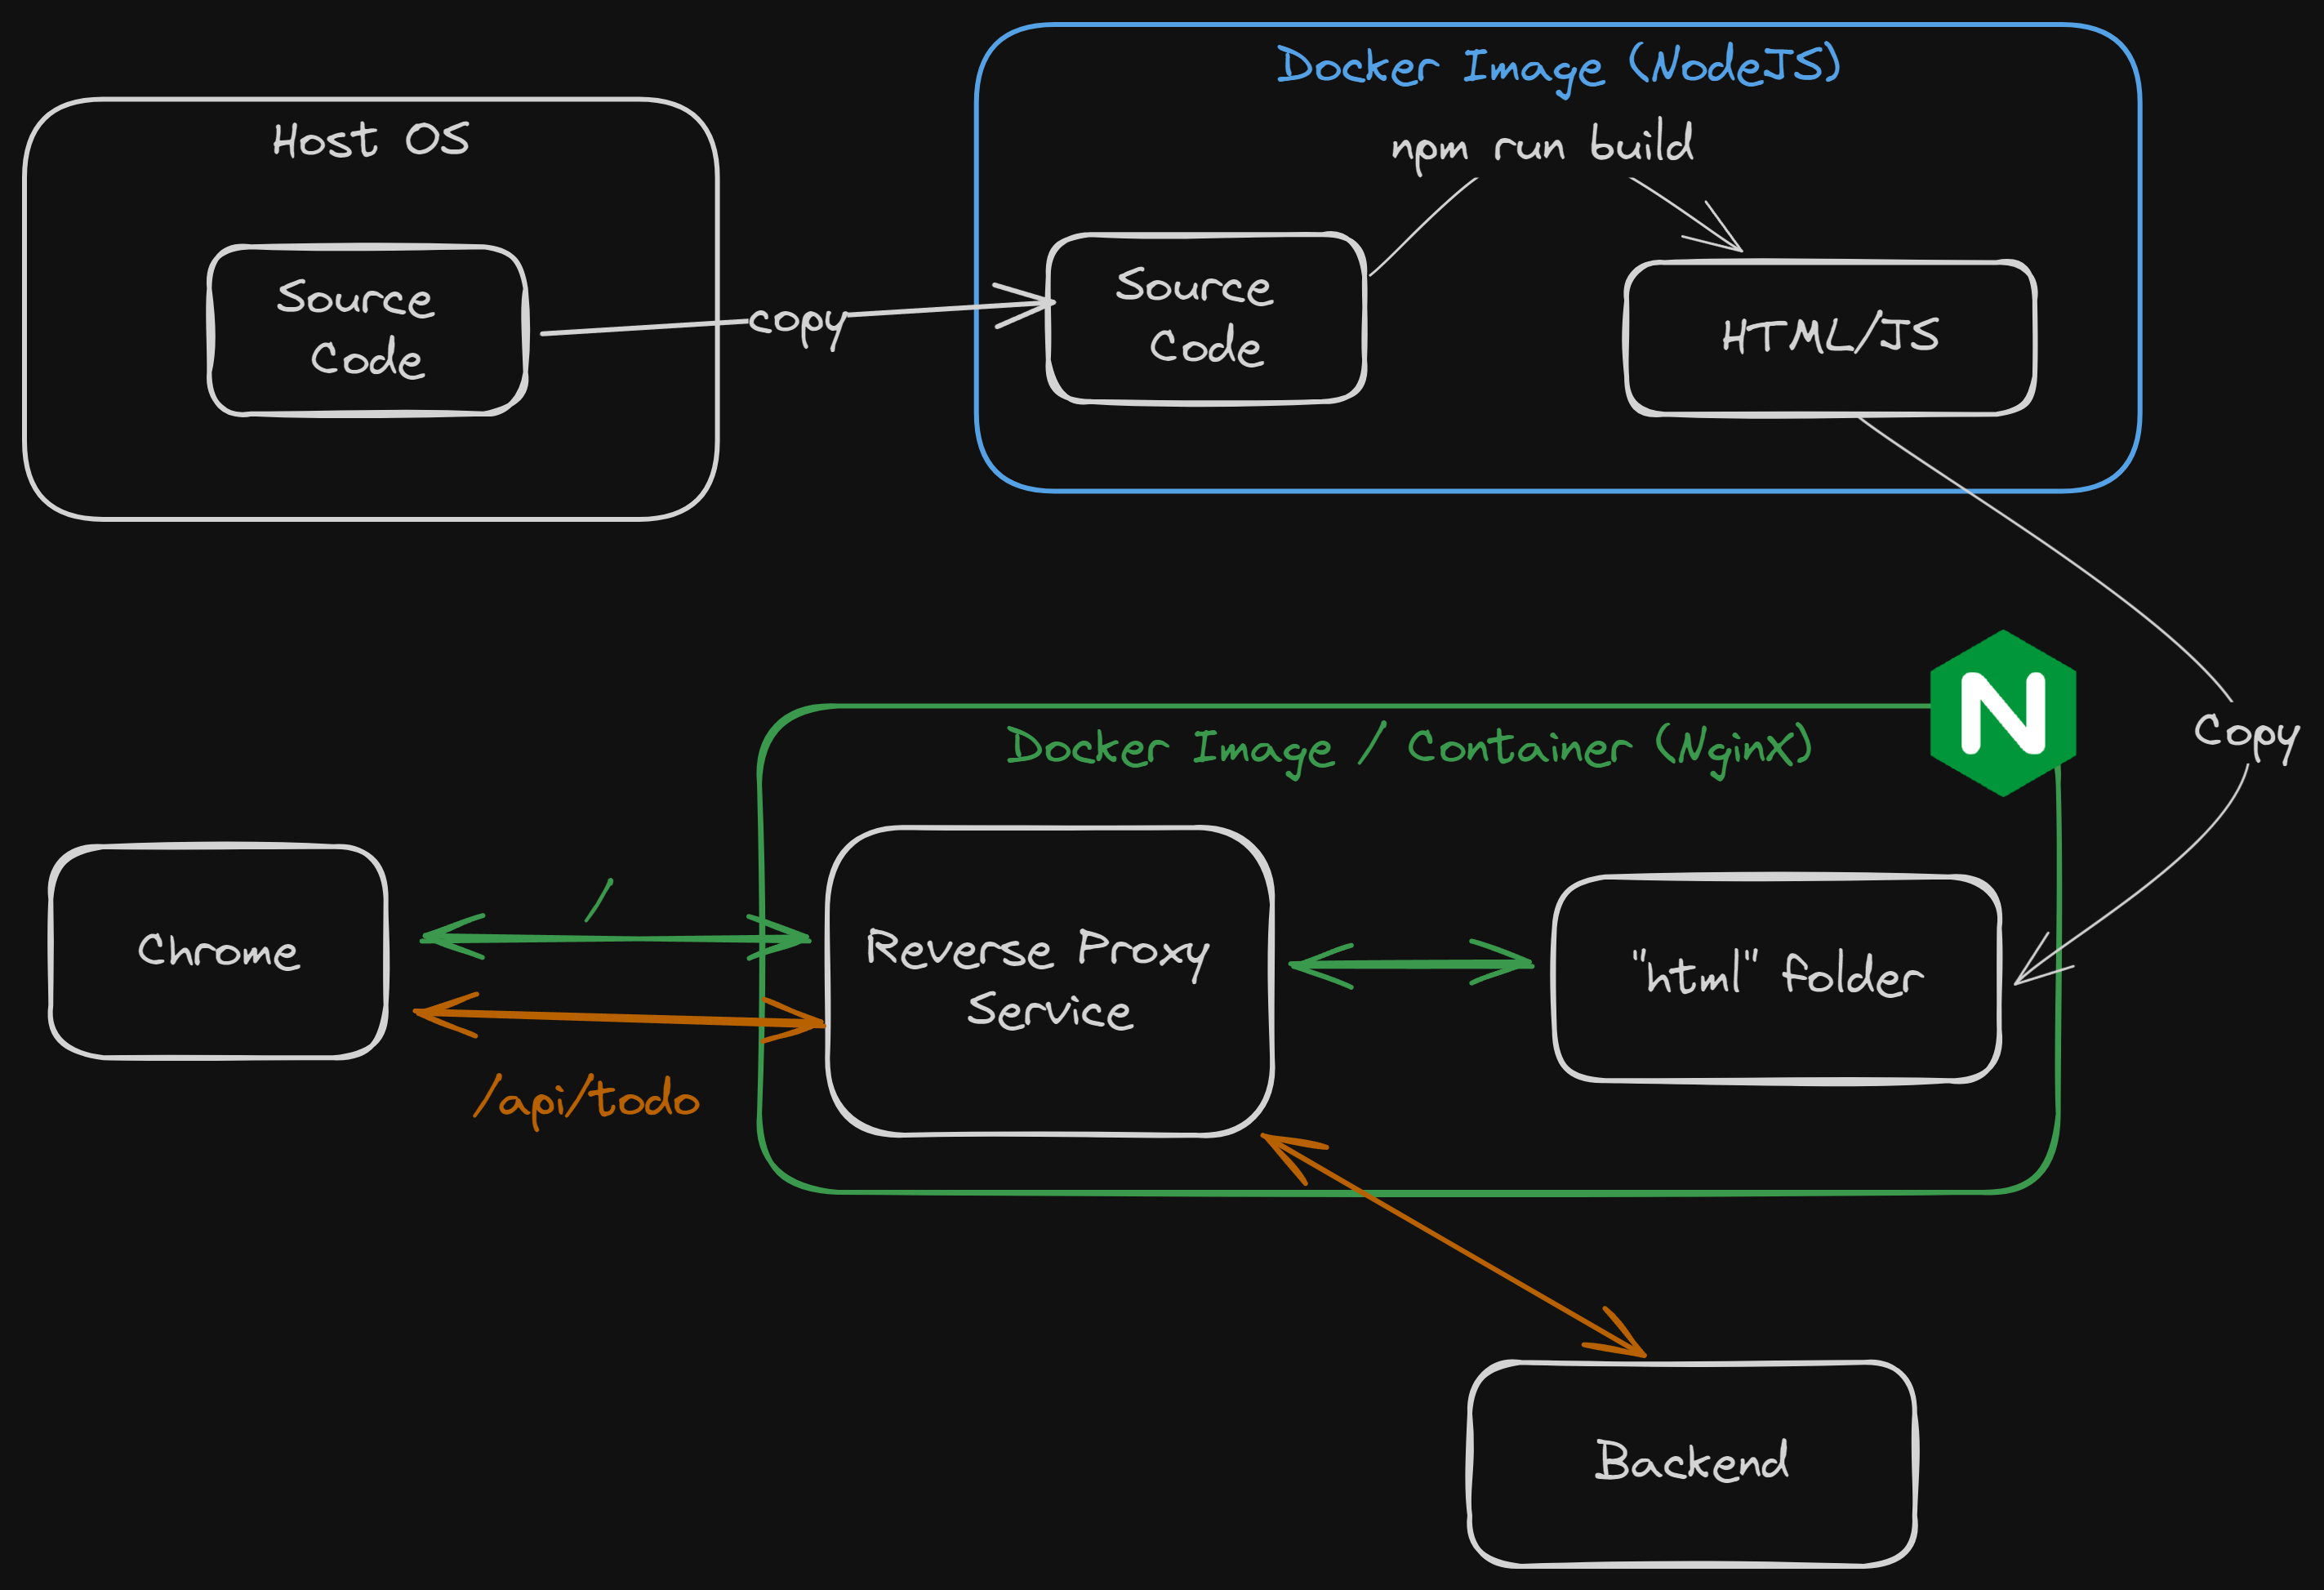 Docker Image (NodeJS)
Host OS
npm run build
Source
Code
copy
Source
Code
HTML/JS
N
Docker Image / Container (NginX)
Copy
/
Chrome
Reverse Proxy
Service
"html" folder
/api/todo
Backend